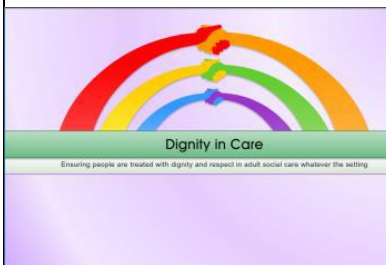 Dignity in Care
Ensuring people are treated with dignity and respect in adult social care whatever the setting